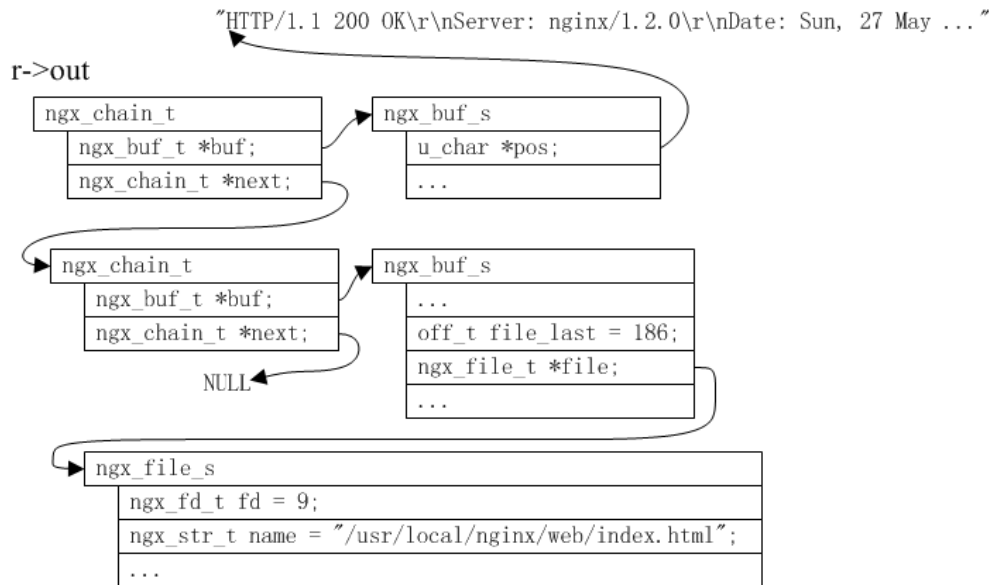 "HTTP/1.1 200 OK\r\nServer: nginx/1.2.0\r\nDate: Sun, 27 May ..."
r->out
ngx_chain_t
ngx_buf_t *buf;
ngx_chain_t *next;
ngx_buf_s
u_char *pos;
...
ngx_chain_t
ngx_buf_t *buf;
ngx_chain_t *next;
NULL
ngx_buf_s
...
off_t file_last = 186;
ngx_file_t *file;
...
ngx_file_s
ngx_fd_t fd = 9;
ngx_str_t name = "/usr/local/nginx/web/index.html";
...